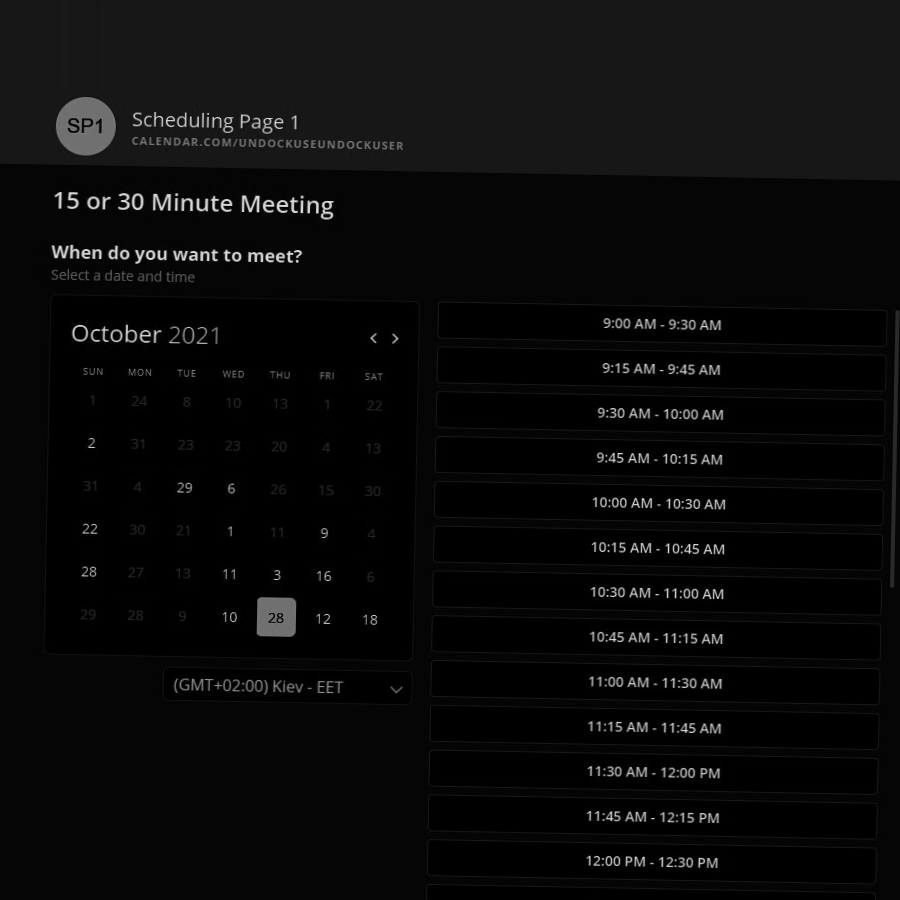 SP1
Scheduling Page 1
CALENDAR.COM/UNDOCKUSEUNDOCKUSER
15 or 30 Minute Meeting
When do you want to meet?
Select a date and time
October 2021
SUN MON TUE WED THU FRI SAT
1 24 8 10 13 1 22
2 31 23 23 20 4 13
31 4 29 6 26 15 30
22 30 21 1 11 9 4
28 27 13 11 3 16 6
29 28 9 10 28 12 18
(GMT+02:00) Kiev - EET
9:00 AM - 9:30 AM
9:15 AM - 9:45 AM
9:30 AM - 10:00 AM
9:45 AM - 10:15 AM
10:00 AM - 10:30 AM
10:15 AM - 10:45 AM
10:30 AM - 11:00 AM
10:45 AM - 11:15 AM
11:00 AM - 11:30 AM
11:15 AM - 11:45 AM
11:30 AM - 12:00 PM
11:45 AM - 12:15 PM
12:00 PM - 12:30 PM